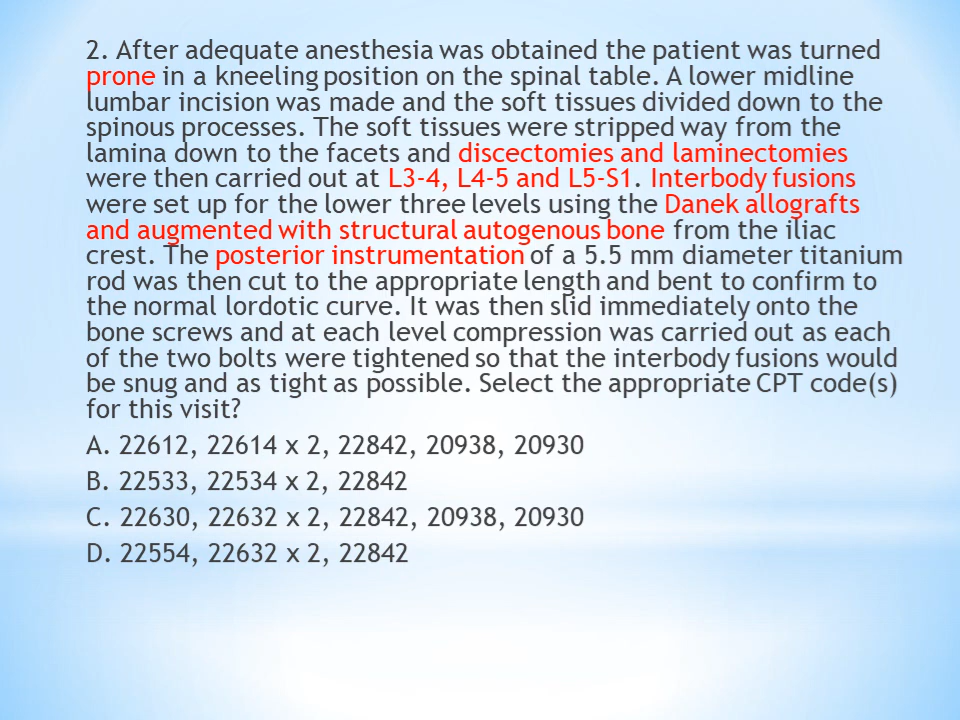 2. After adequate anesthesia was obtained the patient was turned
prone in a kneeling position on the spinal table. A lower midline
lumbar incision was made and the soft tissues divided down to the
spinous processes. The soft tissues were stripped way from the
lamina down to the facets and discectomies and laminectomies
were then carried out at L3-4, L4-5 and L5-S1. Interbody fusions
were set up for the lower three levels using the Danek allografts
and augmented with structural autogenous bone from the iliac
crest. The posterior instrumentation of a 5.5 mm diameter titanium
rod was then cut to the appropriate length and bent to confirm to
the normal lordotic curve. It was then slid immediately onto the
bone screws and at each level compression was carried out as each
of the two bolts were tightened so that the interbody fusions would
be snug and as tight as possible. Select the appropriate CPT code(s)
for this visit?
A. 22612, 22614 x 2, 22842, 20938, 20930
B. 22533, 22534 x 2, 22842
C. 22630, 22632 x 2, 22842, 20938, 20930
D. 22554, 22632 x 2, 22842